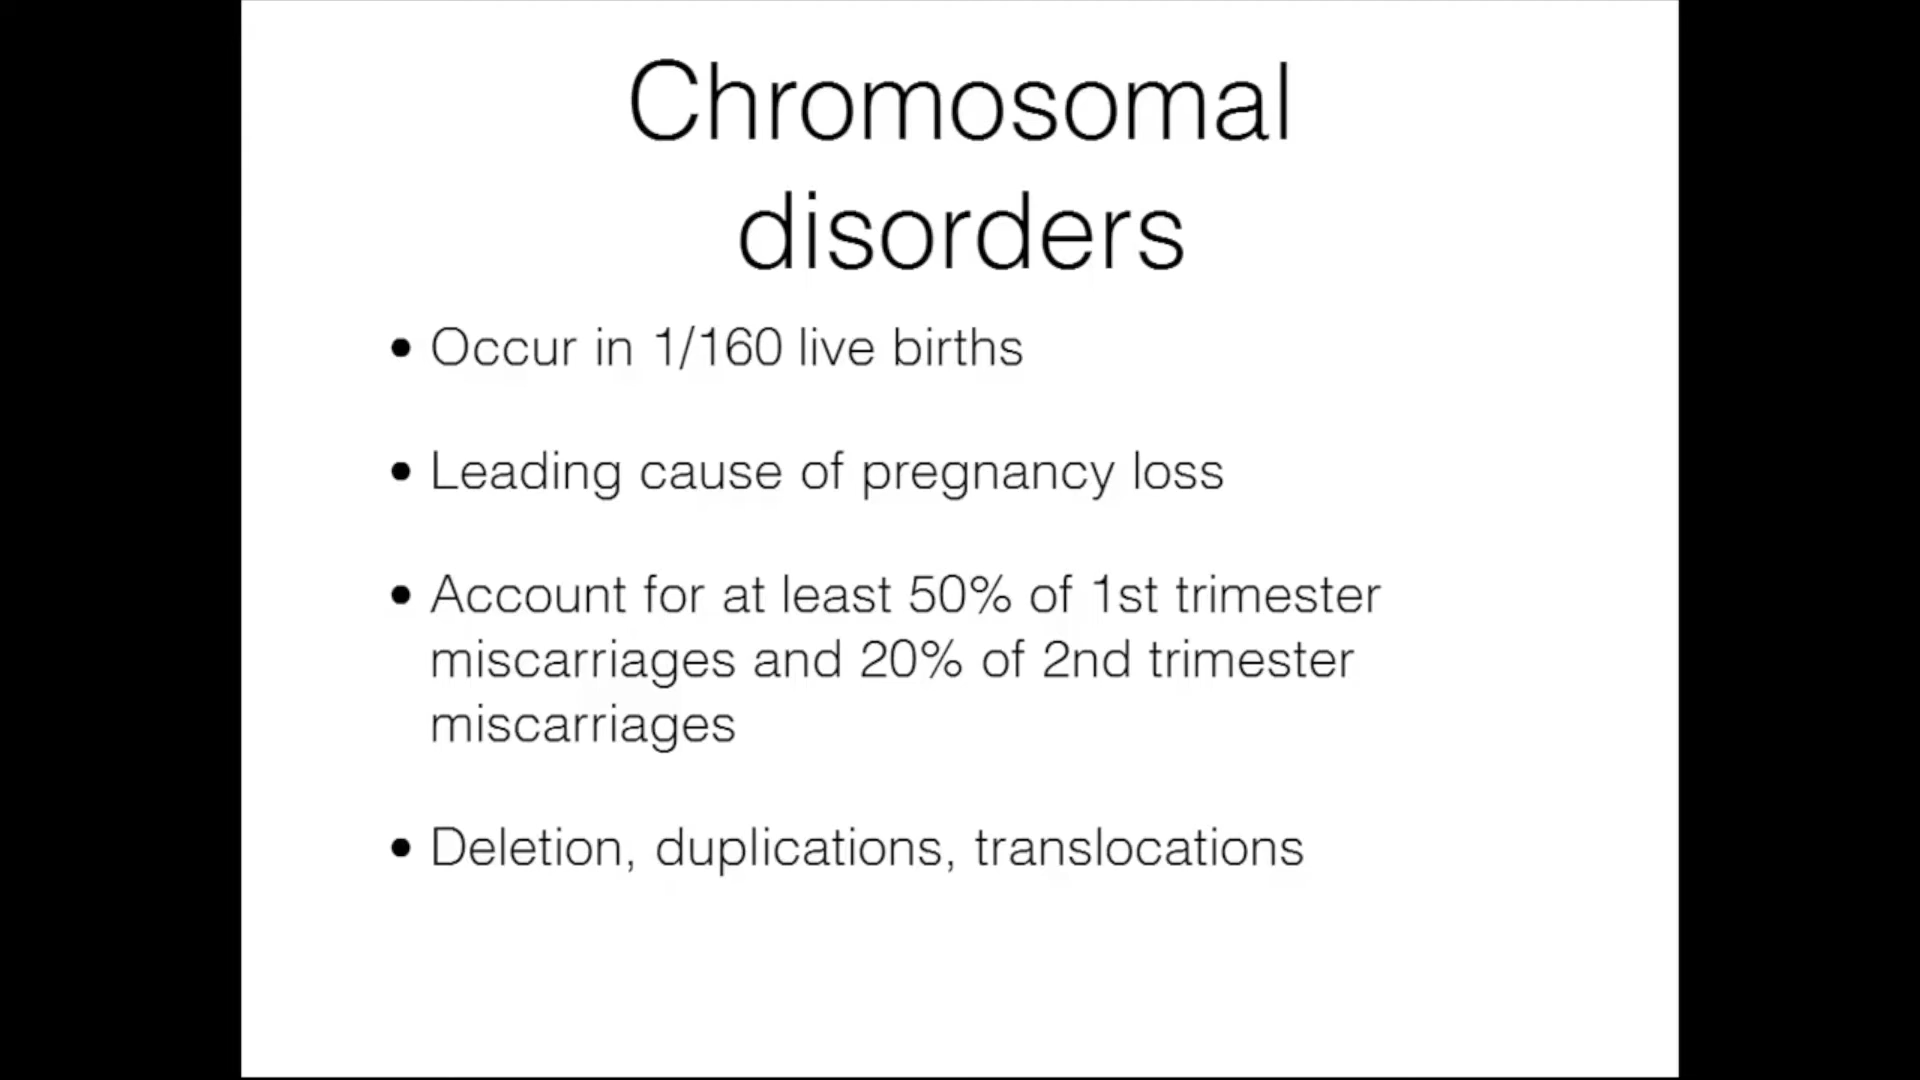 Chromosomal
disorders
• Occur in 1/160 live births
• Leading cause of pregnancy loss
• Account for at least 50% of 1st trimester
miscarriages and 20% of 2nd trimester
miscarriages
• Deletion, duplications, translocations